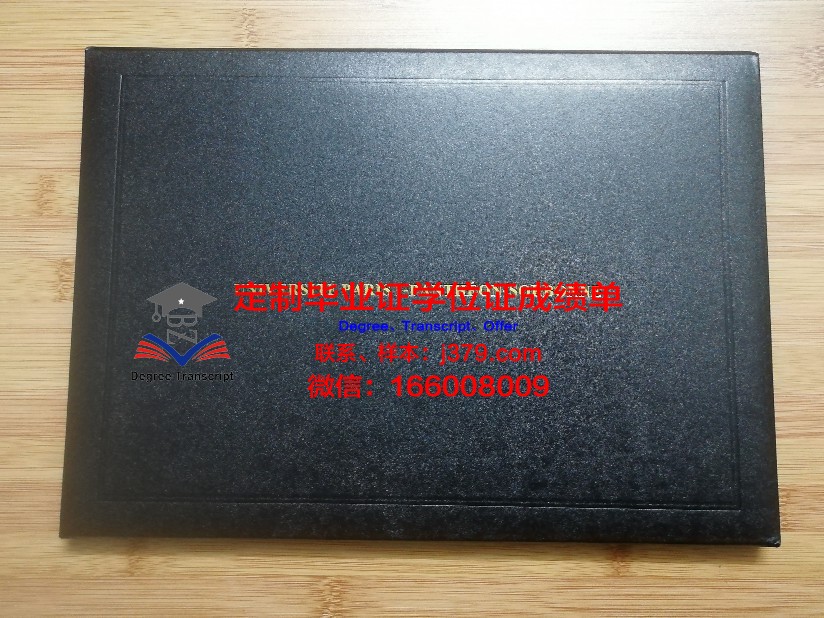 定制毕业证学位证成绩单
Degree、Transcript、Offer
联系、样本：j379.com
微信：166008009
Degree Transcript